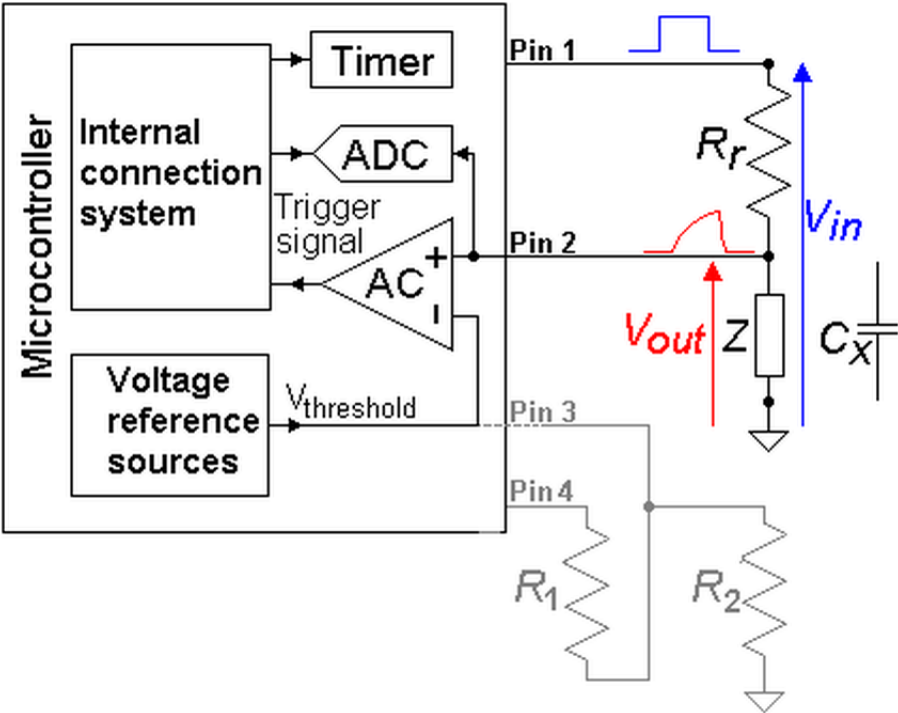 Microcontroller
Internal
connection
system
Timer
ADC
Trigger
signal
AC
+
-
Voltage
reference
sources
Vthreshold
Pin 1
Pin 2
Pin 3
Pin 4
Rr
Vin
Vout
Z
Cx
R1
R2